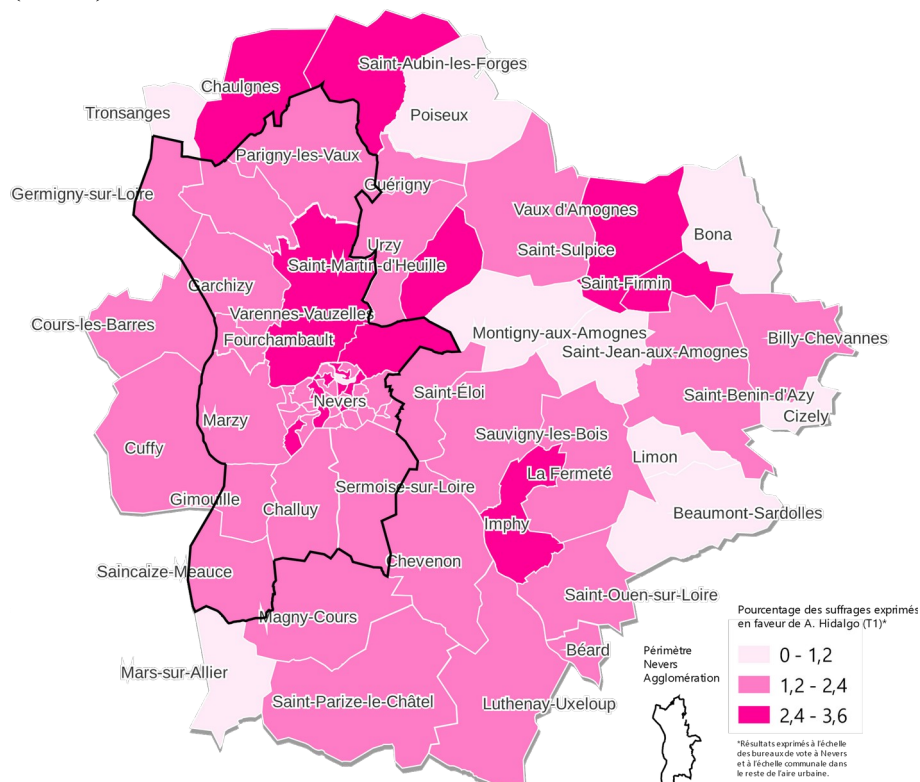 Saint-Aubin-les-Forges
Chaulgnes
Tronsanges
Poiseux
Parigny-les-Vaux
Guérigny
Germigny-sur-Loire
Vaux d'Amognes
Bona
Urzy
Saint-Sulpice
Saint-Martin-d'Heuille
Saint-Firmin
Garchizy
Varennes-Vauzelles
Cours-les-Barres
Fourchambault
Montigny-aux-Amognes
Billy-Chevannes
Saint-Jean-aux-Amognes
Saint-Éloi
Saint-Benin-d'Azy
Nevers
Cizely
Marzy
Sauvigny-les-Bois
Cuffy
Limon
La Fermeté
Sermoise-sur-Loire
Gimouille
Challuy
Beaumont-Sardolles
Imphy
Chevenon
Saincaize-Meauce
Saint-Ouen-sur-Loire
Magny-Cours
Béard
Mars-sur-Allier
Saint-Parize-le-Châtel
Luthenay-Uxeloup
Périmètre
Nevers
Agglomération
Pourcentage des suffrages exprimés
en faveur de A. Hidalgo (T1)*
0 - 1,2
1,2 - 2,4
2,4 - 3,6
*Résultats exprimés à l'échelle
des bureaux de vote à Nevers
et à l'échelle communale dans
le reste de l'aire urbaine.